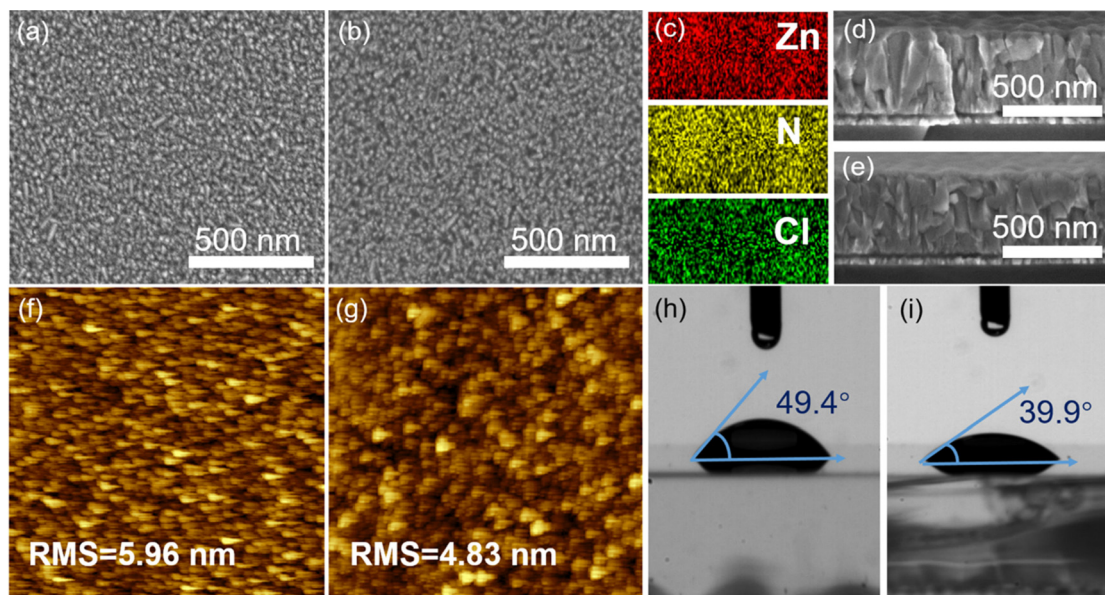 (a)
500 nm
(b)
500 nm
(c)
Zn
N
Cl
(d)
500 nm
(e)
500 nm
(f)
RMS=5.96 nm
(g)
RMS=4.83 nm
(h)
49.4°
(i)
39.9°